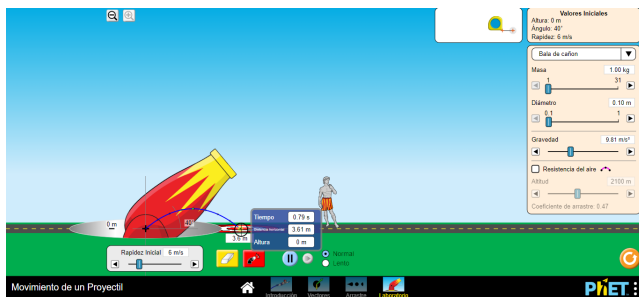 Valores Iniciales
Altura: 0 m
Ángulo: 40°
Rapidez: 6 m/s
Bala de cañon
Masa
1.00 kg
1
31
Diámetro
0.10 m
0.1
1
Gravedad
9.81 m/s²
Resistencia del aire
Altitud
2100 m
Coeficiente de arrastre: 0.47
0 m
40°
Tiempo
0.79 s
3.61 m
Altura
0 m
3.6 m
Rapidez Inicial
6 m/s
Normal
Lento
Movimiento de un Proyectil
Introducción
Vectores
Arrastre
Laboratorio
PhET